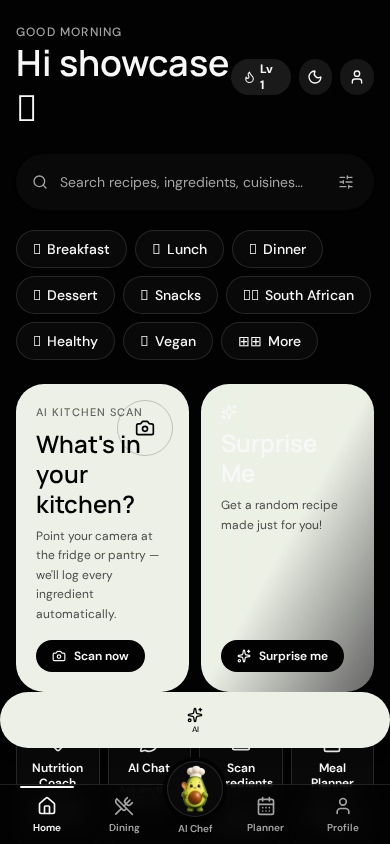 GOOD MORNING
Hi showcase
Lv
1
Search recipes, ingredients, cuisines...
Breakfast
Lunch
Dinner
Dessert
Snacks
South African
Healthy
Vegan
More
AI KITCHEN SCAN
What's in
your
kitchen?
Point your camera at
the fridge or pantry —
we'll log every
ingredient
automatically.
Scan now
Surprise
Me
Get a random recipe
made just for you!
Surprise me
AI
Nutrition
Coach
AI Chat
Scan
Meal
Planner
Home
Dining
AI Chef
Planner
Profile